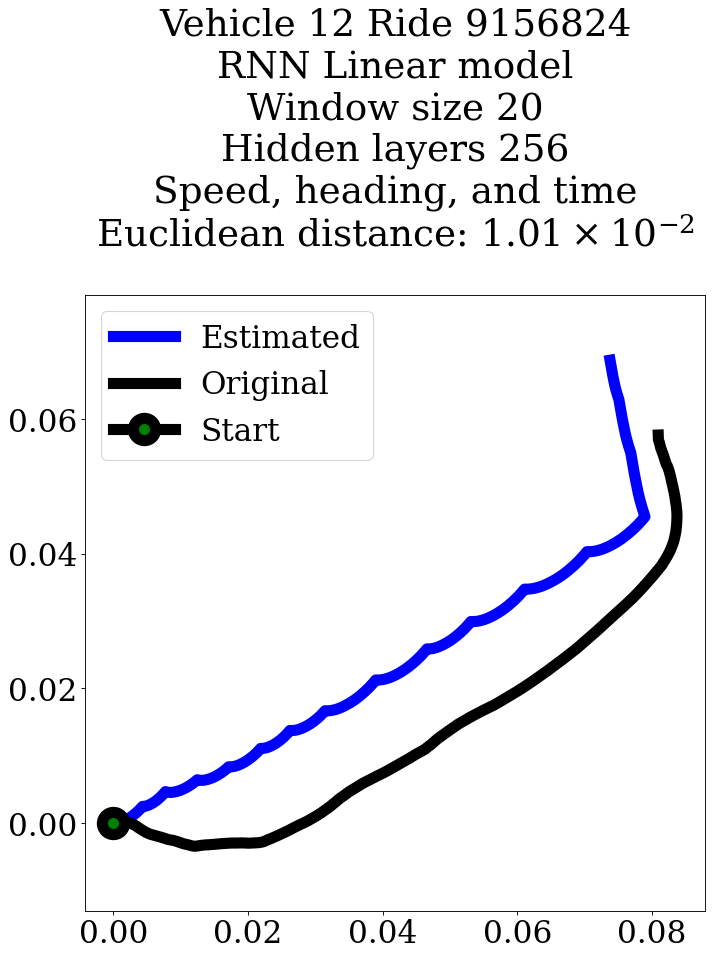 Vehicle 12 Ride 9156824
RNN Linear model
Window size 20
Hidden layers 256
Speed, heading, and time
Euclidean distance: 1.01 × 10⁻²
Estimated
Original
Start
0.06
0.04
0.02
0.00
0.00 0.02 0.04 0.06 0.08